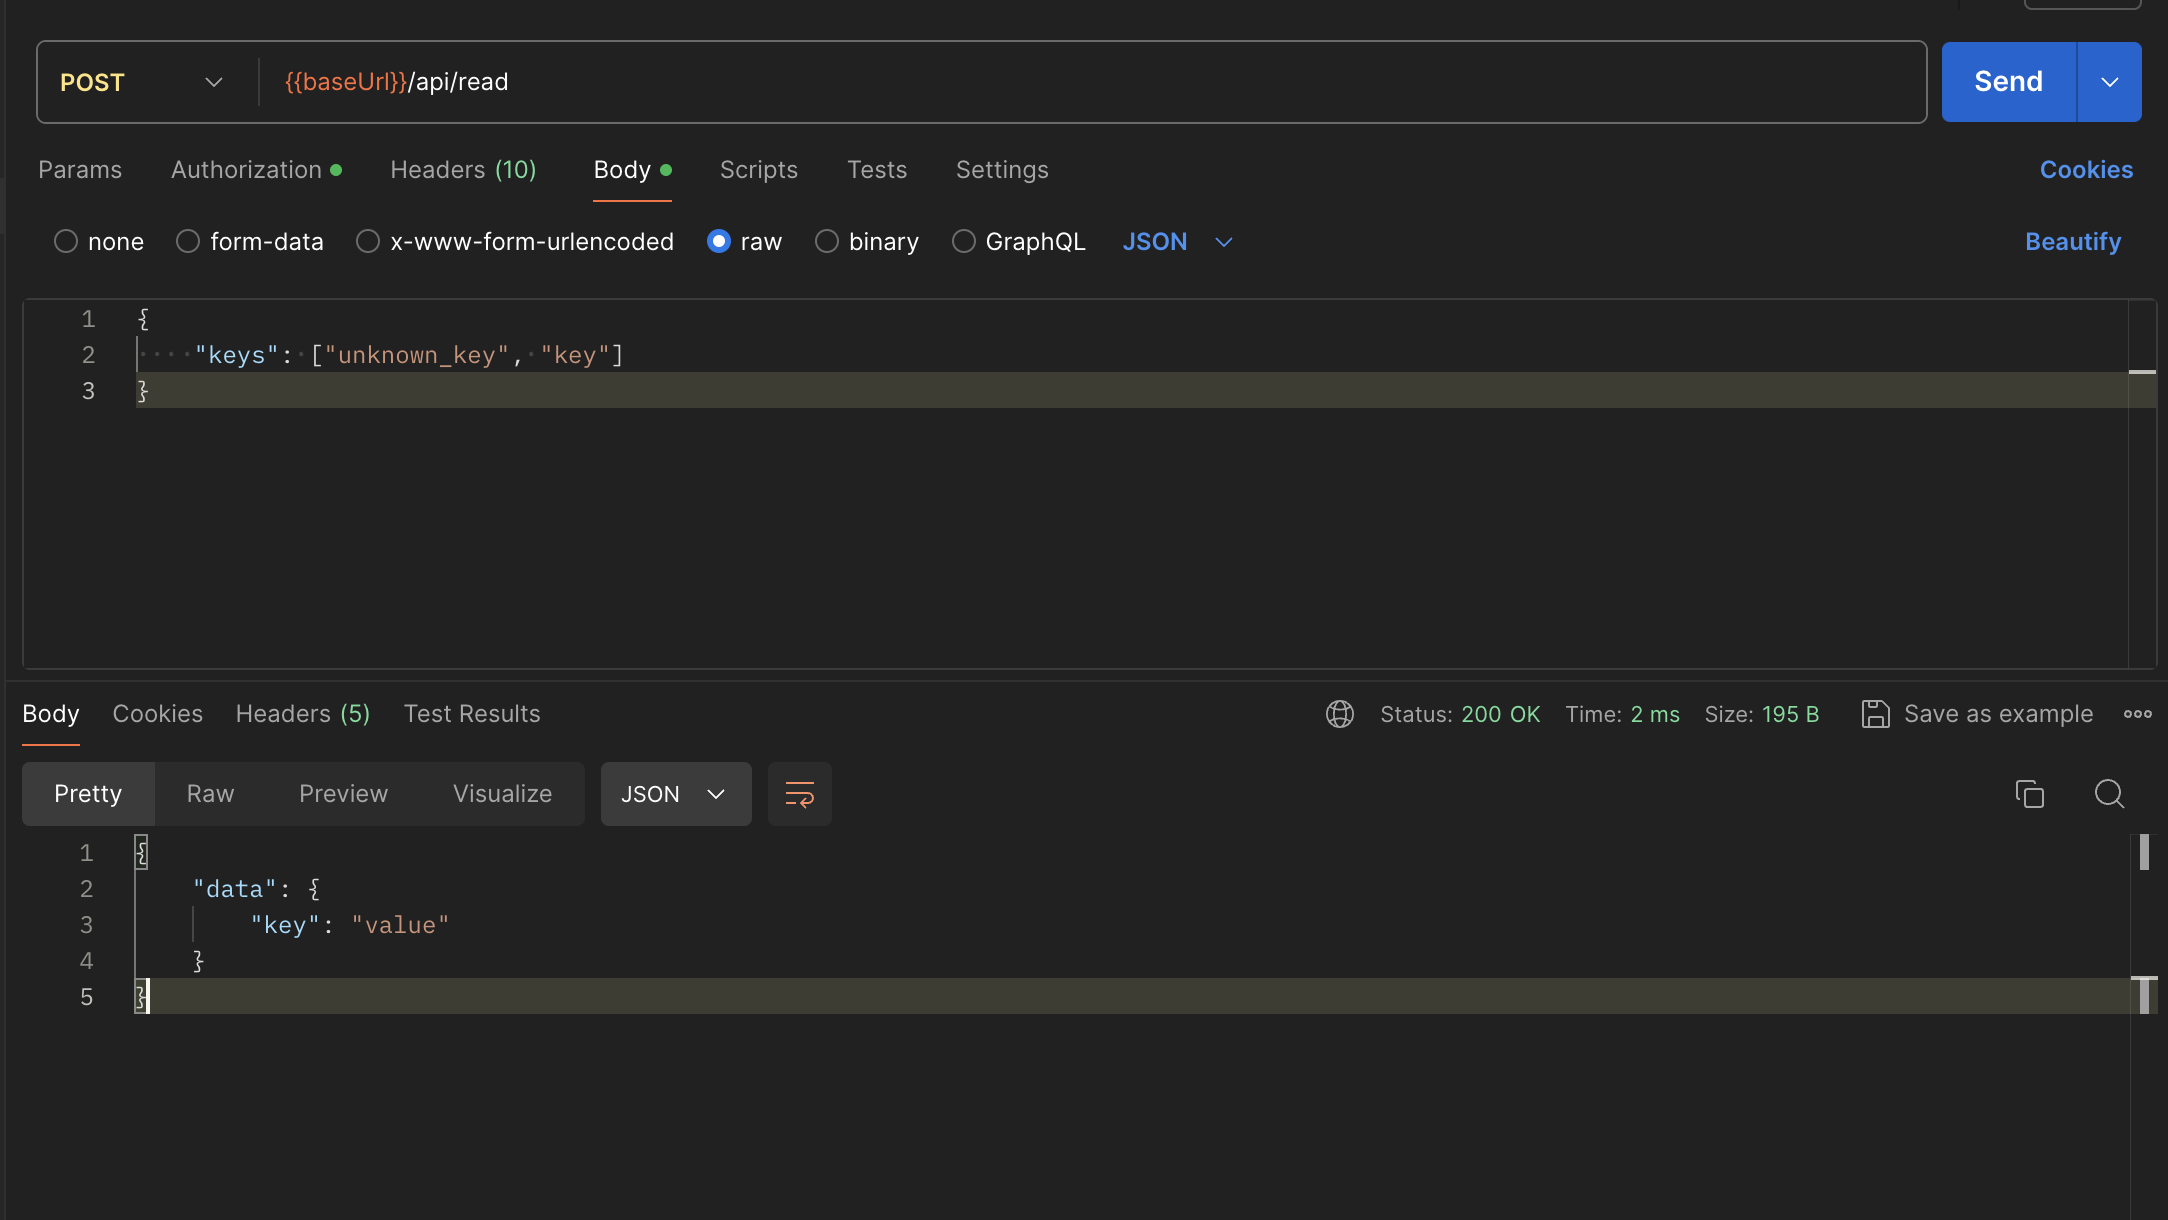 POST {{baseUrl}}/api/read Send
Params Authorization Headers (10) Body Scripts Tests Settings Cookies
none form-data x-www-form-urlencoded raw binary GraphQL JSON Beautify
1 {
2 "keys": ["unknown_key", "key"]
3 }
Body Cookies Headers (5) Test Results Status: 200 OK Time: 2 ms Size: 195 B Save as example
Pretty Raw Preview Visualize JSON
1 {
2 "data": {
3 "key": "value"
4 }
5 }